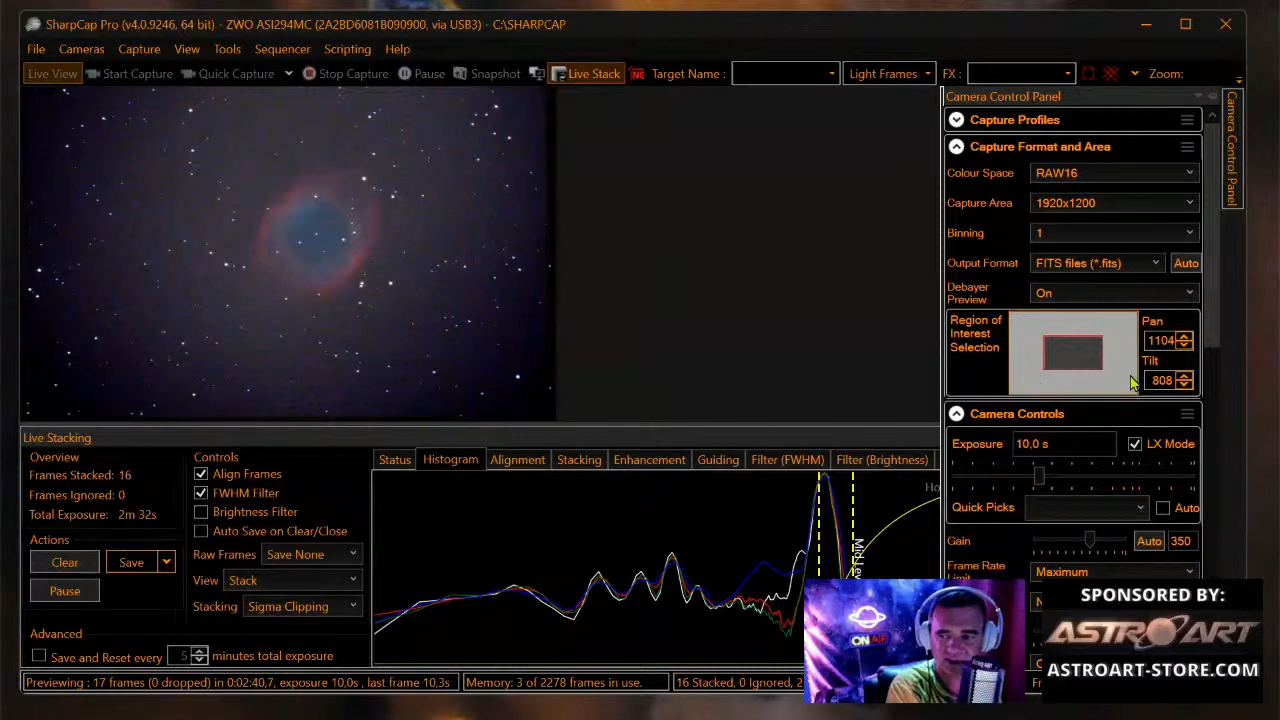 SharpCap Pro (v4.0.9246, 64 bit) - ZWO ASI294MC (2A2BD6081B090900, via USB3) - C:\SHARPCAP
File Cameras Capture View Tools Sequencer Scripting Help
Live View Start Capture Quick Capture Stop Capture Pause Snapshot Live Stack Target Name : Light Frames FX : Zoom:
Camera Control Panel
Camera Control Panel
Capture Profiles
Capture Format and Area
Colour Space RAW16
Capture Area 1920x1200
Binning 1
Output Format FITS files (*.fits) Auto
Debayer Preview On
Region of Interest Selection
Pan
1104
Tilt
808
Camera Controls
Exposure 10,0 s LX Mode
Quick Picks Auto
Gain Auto 350
Frame Rate
Maximum
Live Stacking
Overview
Frames Stacked: 16
Frames Ignored: 0
Total Exposure: 2m 32s
Actions
Clear Save
Pause
Advanced
Save and Reset every 5 minutes total exposure
Controls
Align Frames
FWHM Filter
Brightness Filter
Auto Save on Clear/Close
Raw Frames Save None
View Stack
Stacking Sigma Clipping
Status Histogram Alignment Stacking Enhancement Guiding Filter (FWHM) Filter (Brightness)
Ho
Mid Lev
Previewing : 17 frames (0 dropped) in 0:02:40,7, exposure 10,0s , last frame 10,3s Memory: 3 of 2278 frames in use. 16 Stacked, 0 Ignored, 2
ON AIR
SPONSORED BY:
ASTROART
ASTROART-STORE.COM